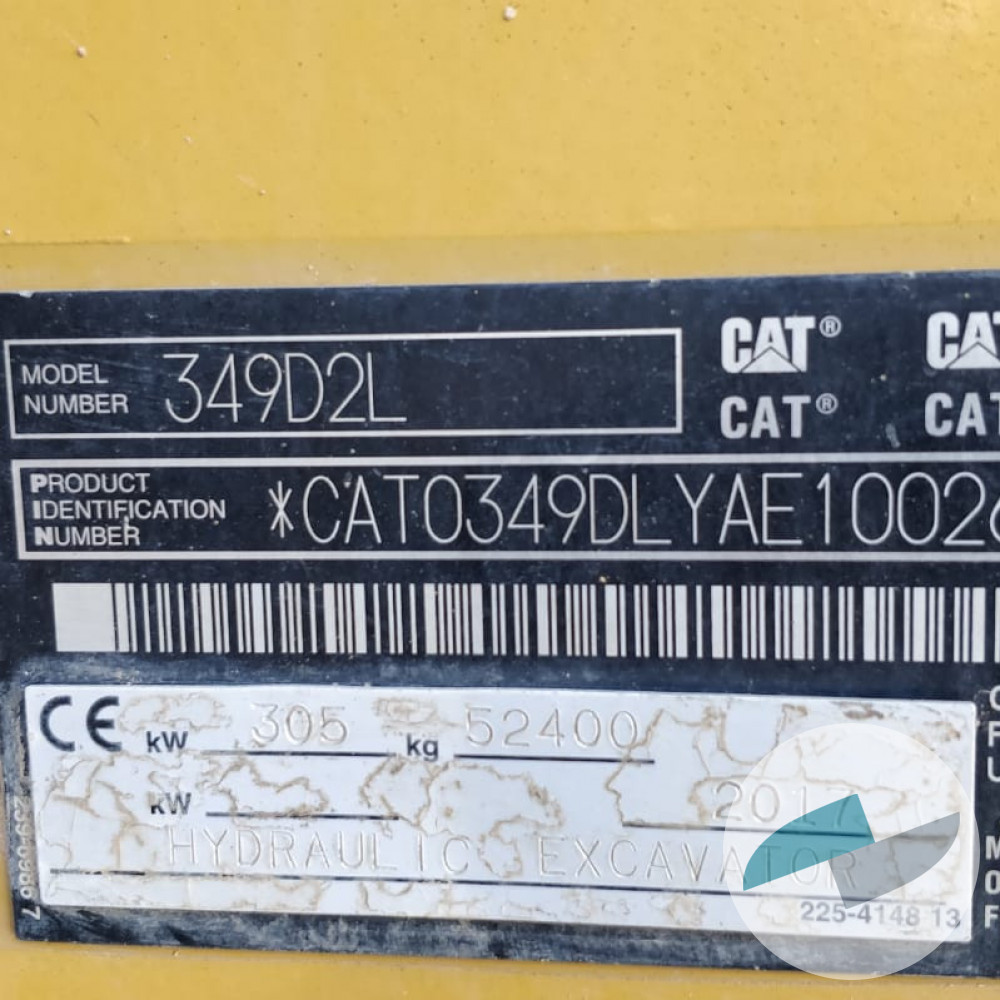 MODEL NUMBER 349D2L
CAT® CAT
CAT® CAT
PRODUCT IDENTIFICATION NUMBER *CAT0349DLYAE1002
CE kW 305 kg 52400
kW 2017
HYDRAULIC EXCAVATOR
225-4148 13